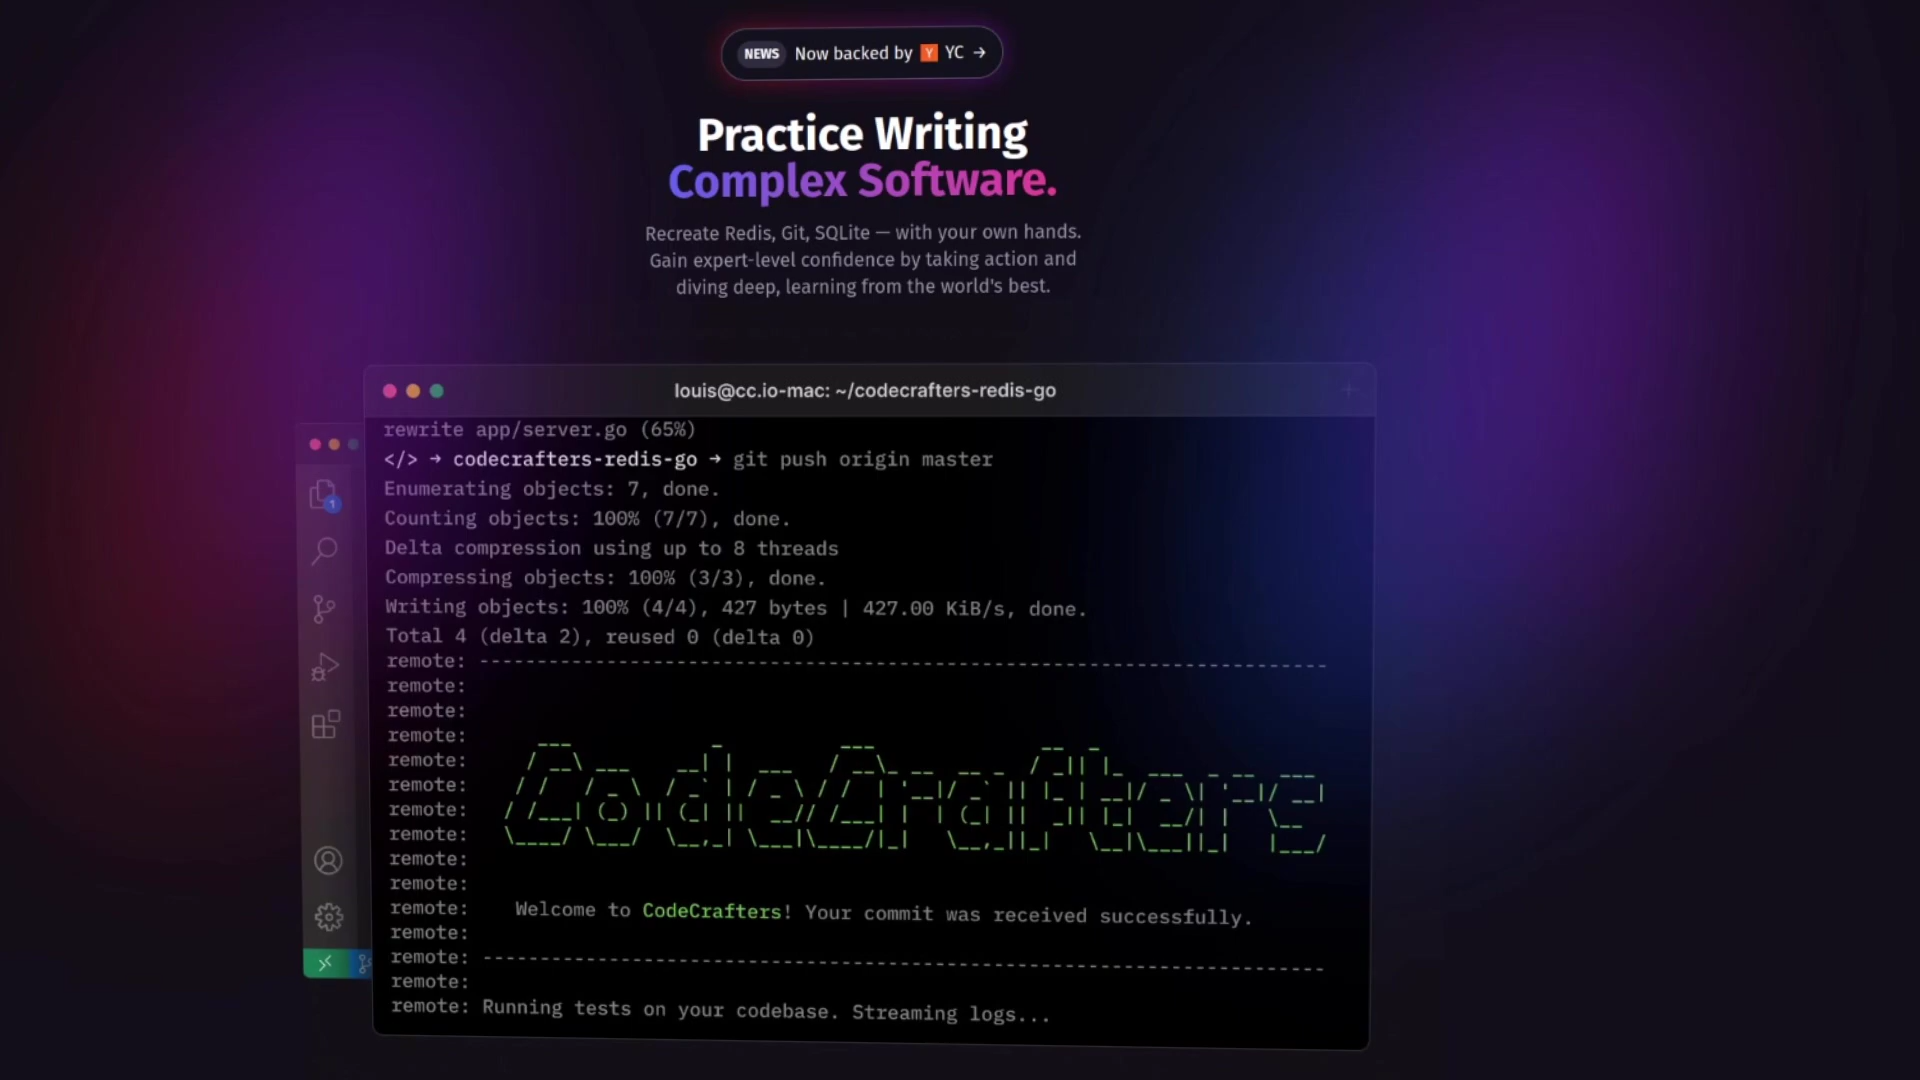 NEWS Now backed by Y YC →
Practice Writing
Complex Software.
Recreate Redis, Git, SQLite — with your own hands.
Gain expert-level confidence by taking action and
diving deep, learning from the world's best.
louis@cc.io-mac: ~/codecrafters-redis-go
rewrite app/server.go (65%)
</> → codecrafters-redis-go → git push origin master
Enumerating objects: 7, done.
Counting objects: 100% (7/7), done.
Delta compression using up to 8 threads
Compressing objects: 100% (3/3), done.
Writing objects: 100% (4/4), 427 bytes | 427.00 KiB/s, done.
Total 4 (delta 2), reused 0 (delta 0)
remote: ------------------------------------------------------------------------
remote:
remote:
remote:
remote:
remote:
remote:
remote:
remote:
CodeCrafters
remote:
remote: Welcome to CodeCrafters! Your commit was received successfully.
remote:
remote: ------------------------------------------------------------------------
remote:
remote: Running tests on your codebase. Streaming logs...
1